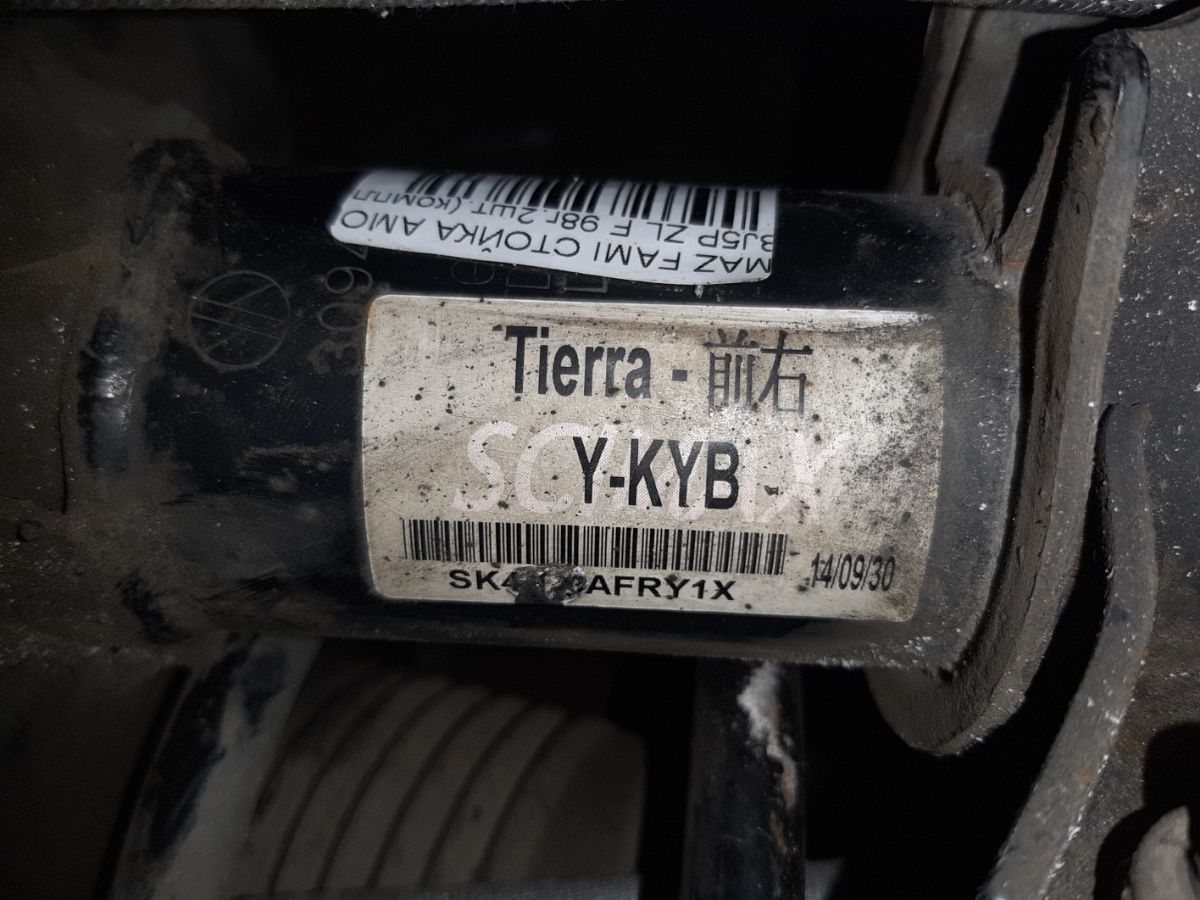 MAZ FAMI СТОЙКА АМО
BJ5P ZL F 98г. 2шт. (КОМПЛ
Tierra - 前右
Y-KYB
14/09/30